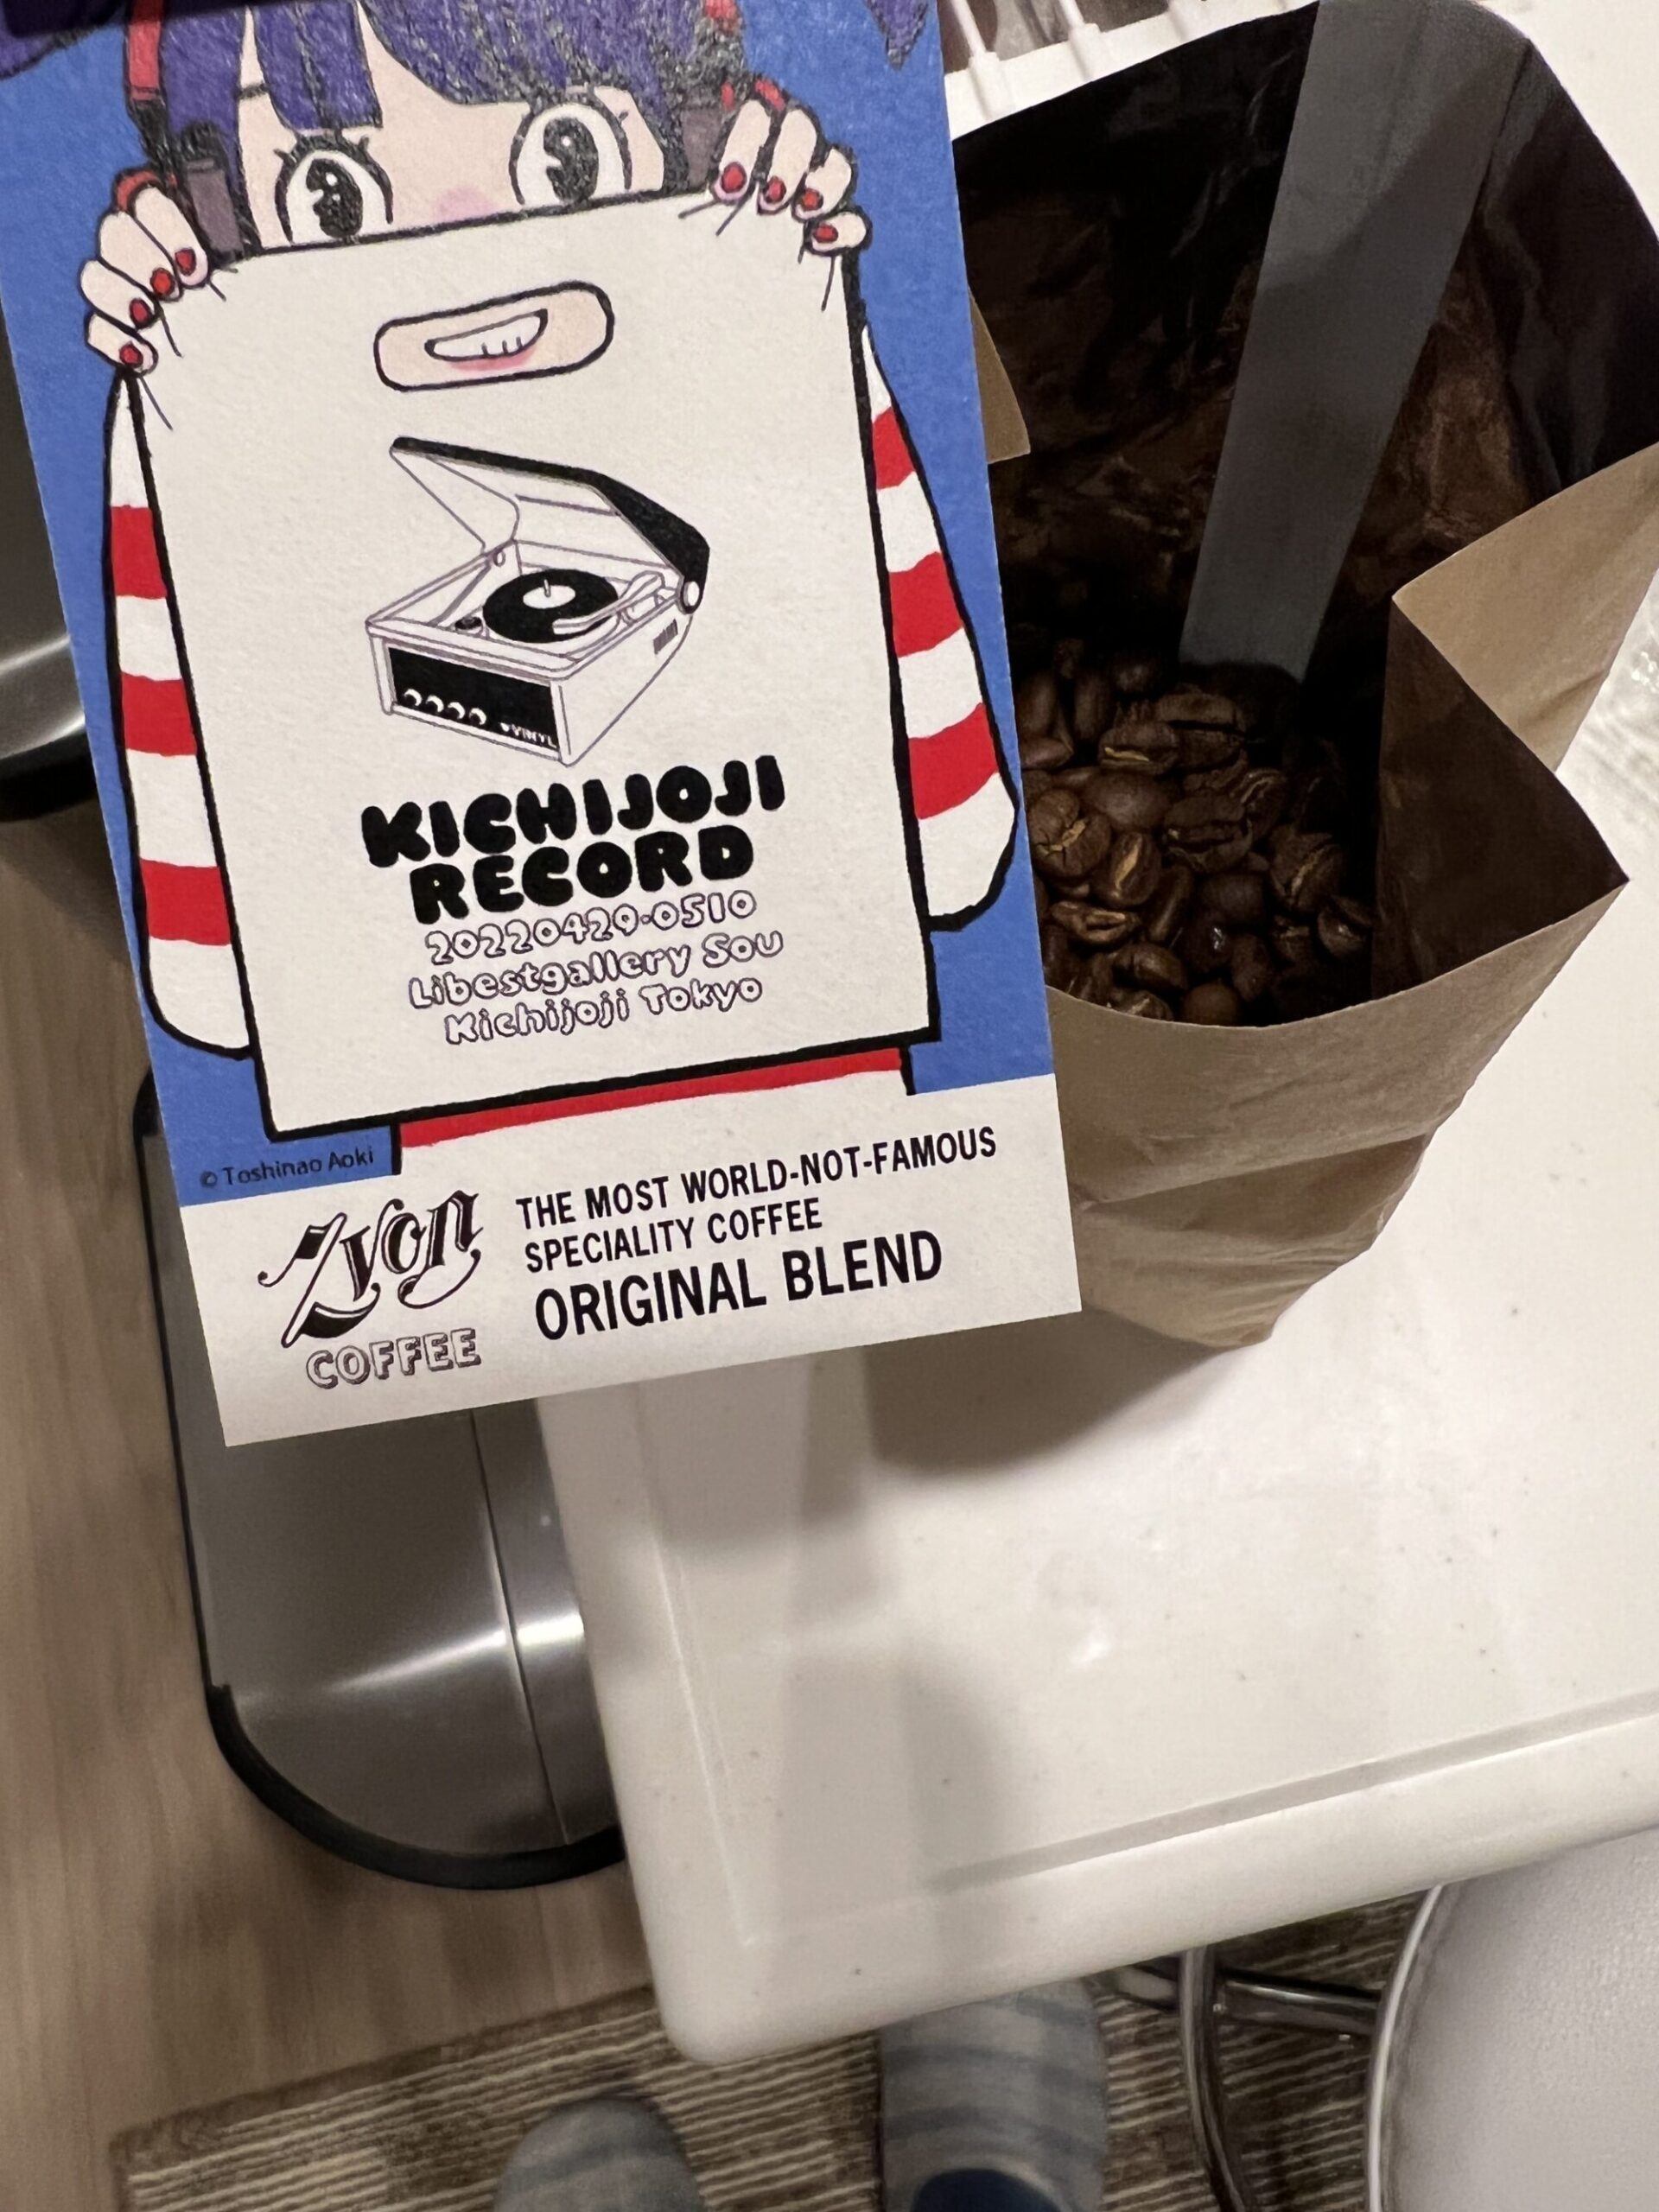 VINYL
KICHIJOJI
RECORD
20220429-0510
Libestgallery Sou
Kichijoji Tokyo
© Toshinao Aoki
COFFEE
THE MOST WORLD-NOT-FAMOUS
SPECIALITY COFFEE
ORIGINAL BLEND